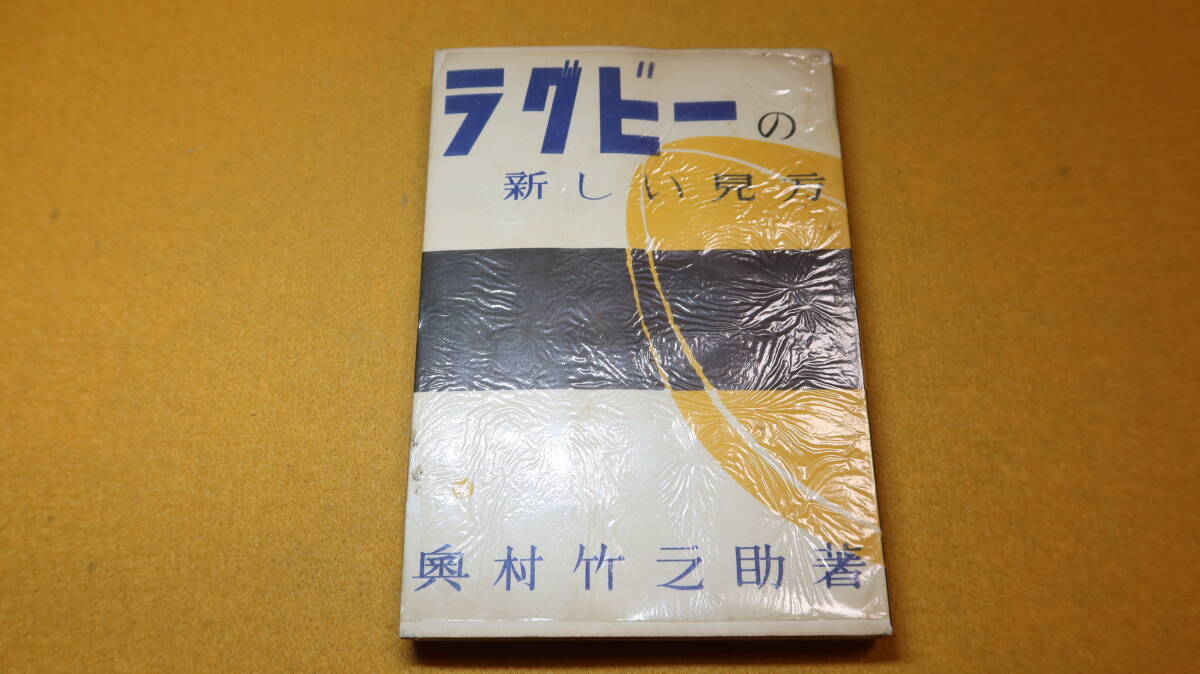 ラグビーの
新しい見方
奥村竹之助著